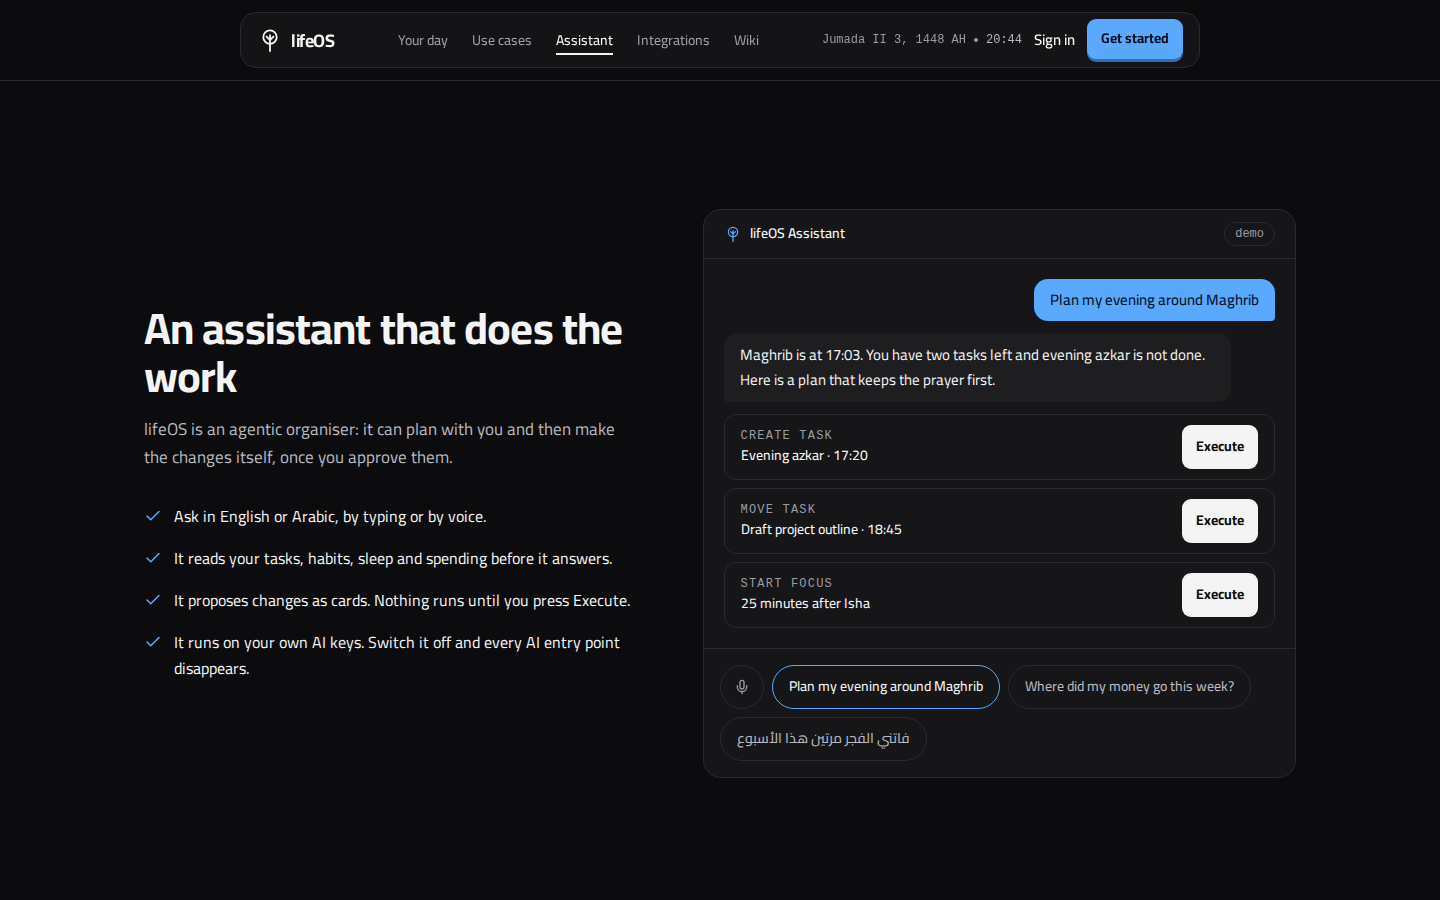 lifeOS
Your day
Use cases
Assistant
Integrations
Wiki
Jumada II 3, 1448 AH • 20:44
Sign in
Get started
An assistant that does the
work
lifeOS is an agentic organiser: it can plan with you and then make
the changes itself, once you approve them.
Ask in English or Arabic, by typing or by voice.
It reads your tasks, habits, sleep and spending before it answers.
It proposes changes as cards. Nothing runs until you press Execute.
It runs on your own AI keys. Switch it off and every AI entry point
disappears.
lifeOS Assistant
demo
Plan my evening around Maghrib
Maghrib is at 17:03. You have two tasks left and evening azkar is not done.
Here is a plan that keeps the prayer first.
CREATE TASK
Evening azkar · 17:20
Execute
MOVE TASK
Draft project outline · 18:45
Execute
START FOCUS
25 minutes after Isha
Execute
Plan my evening around Maghrib
Where did my money go this week?
فاتني الفجر مرتين هذا الأسبوع